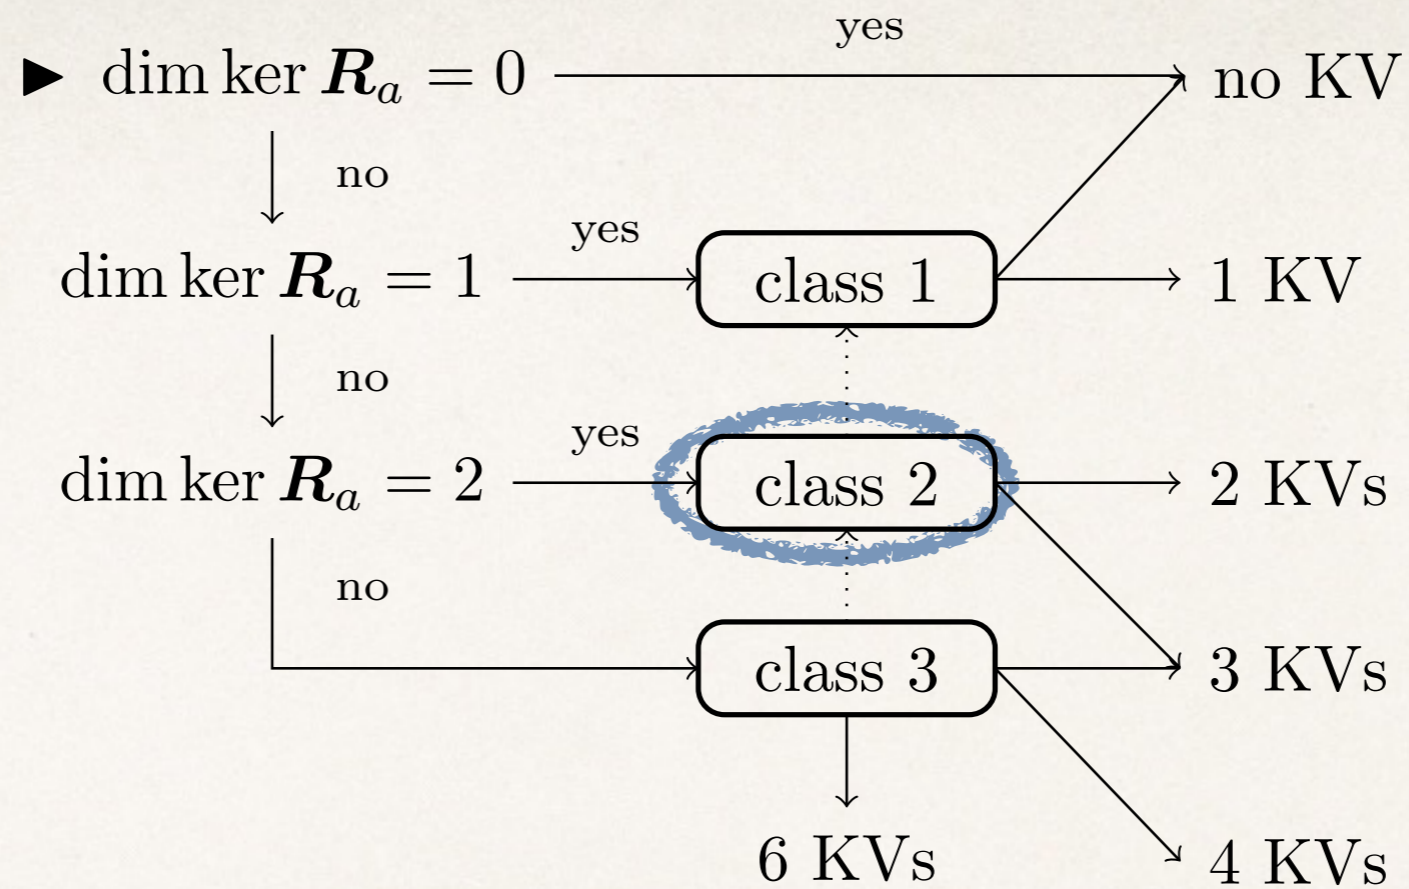 yes
▶ dim ker R_a = 0
no KV
no
yes
dim ker R_a = 1
class 1
1 KV
no
yes
dim ker R_a = 2
class 2
2 KVs
no
class 3
3 KVs
6 KVs
4 KVs